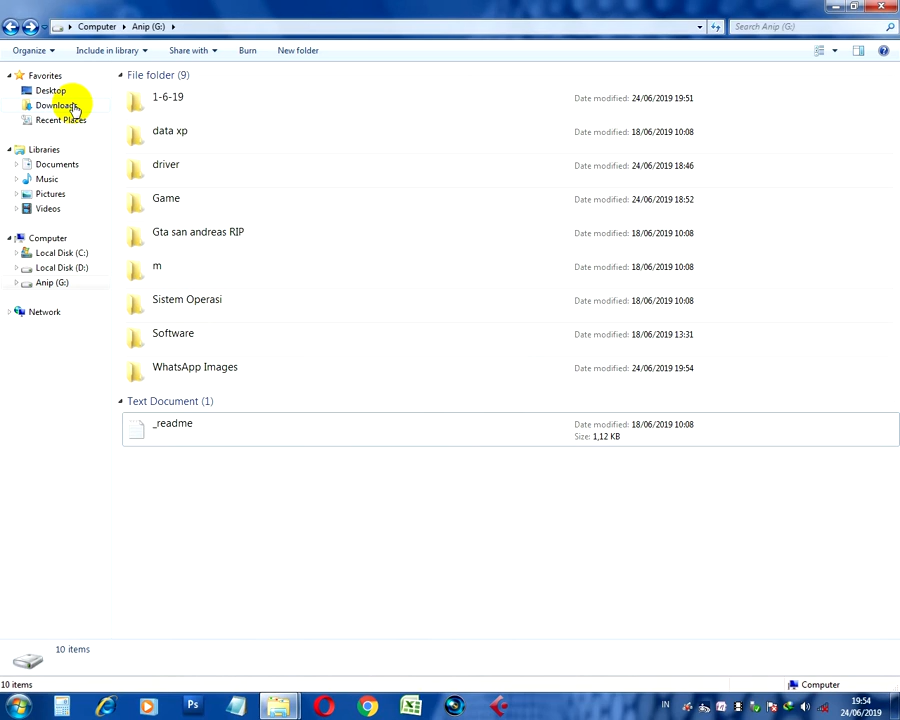 Computer Anip (G:) Search Anip (G:)
Organize Include in library Share with Burn New folder
Favorites
Desktop
Downloads
Recent Places
Libraries
Documents
Music
Pictures
Videos
Computer
Local Disk (C:)
Local Disk (D:)
Anip (G:)
Network
File folder (9)
1-6-19 Date modified: 24/06/2019 19:51
data xp Date modified: 18/06/2019 10:08
driver Date modified: 24/06/2019 18:46
Game Date modified: 24/06/2019 18:52
Gta san andreas RIP Date modified: 18/06/2019 10:08
m Date modified: 18/06/2019 10:08
Sistem Operasi Date modified: 18/06/2019 10:08
Software Date modified: 18/06/2019 13:31
WhatsApp Images Date modified: 24/06/2019 19:54
Text Document (1)
_readme Date modified: 18/06/2019 10:08
Size: 1,12 KB
10 items
10 items Computer
Ps IN 19:54
24/06/2019